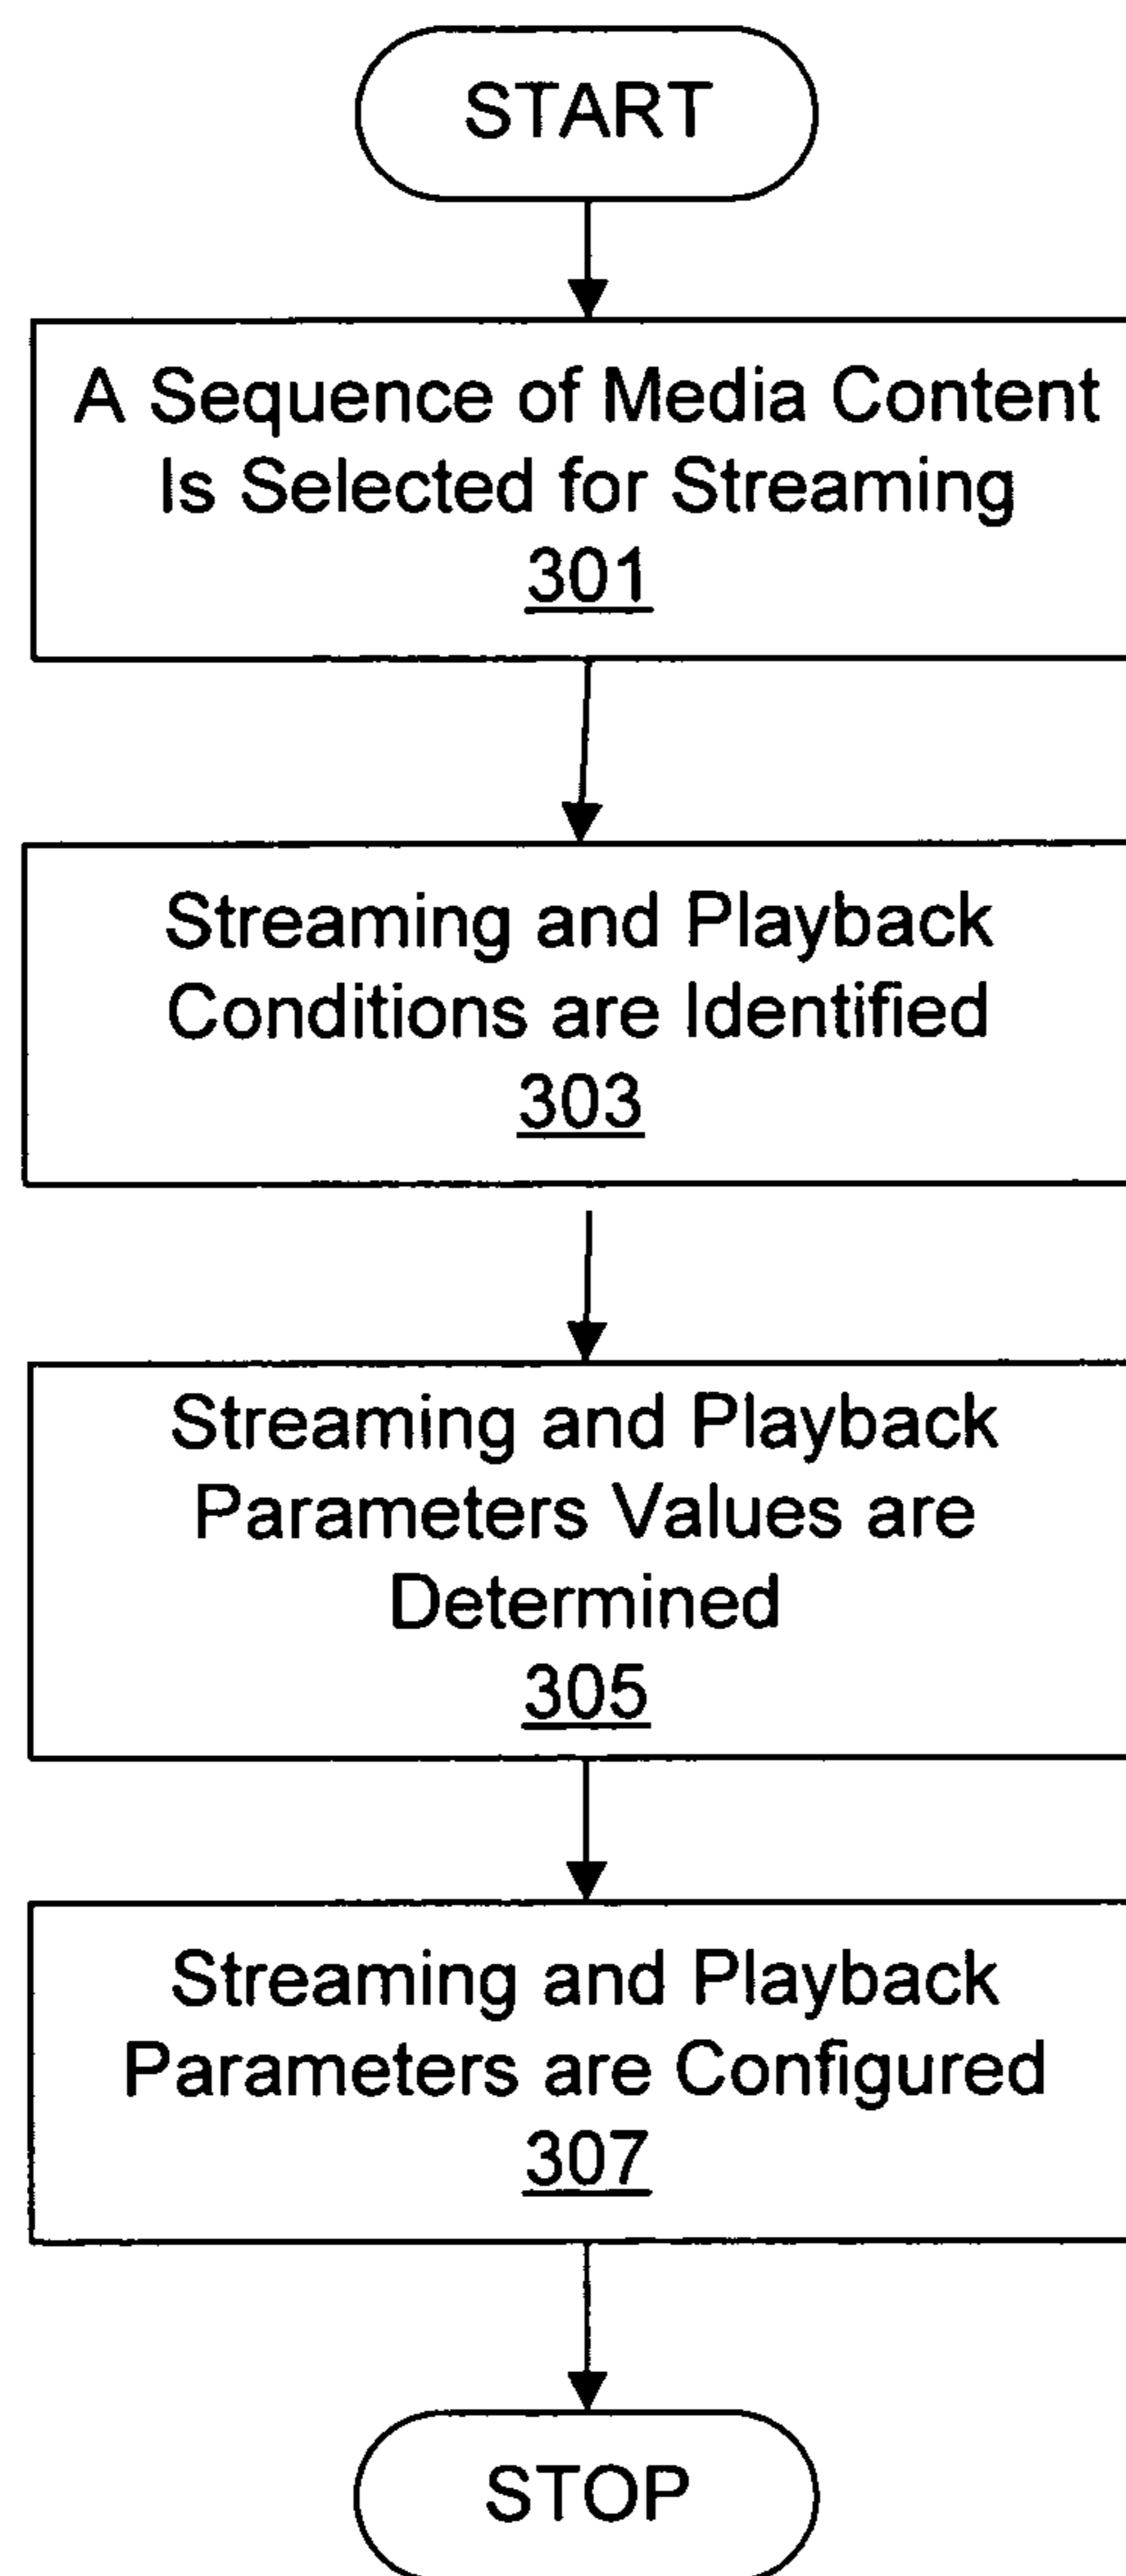 START
A Sequence of Media Content
Is Selected for Streaming
301
Streaming and Playback
Conditions are Identified
303
Streaming and Playback
Parameters Values are
Determined
305
Streaming and Playback
Parameters are Configured
307
STOP